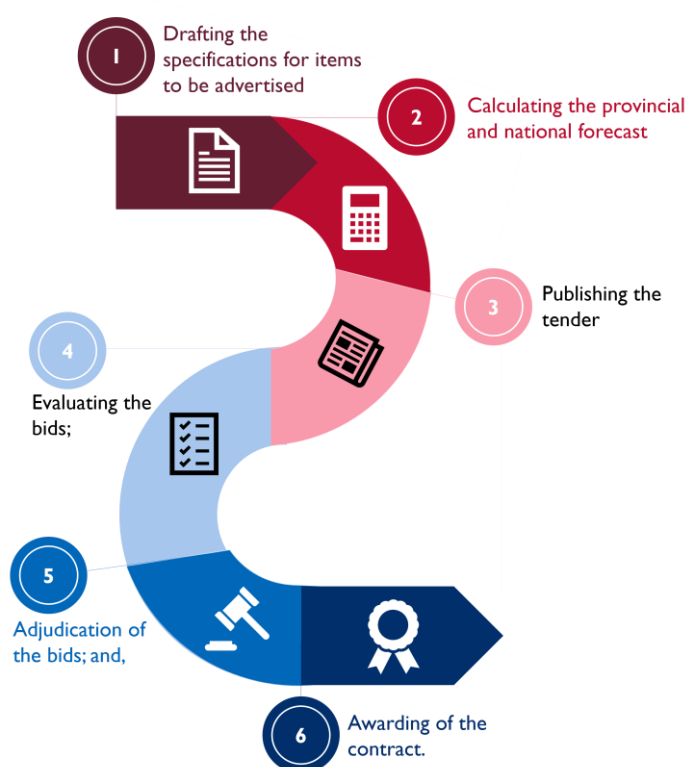 1
Drafting the
specifications for items
to be advertised
2
Calculating the provincial
and national forecast
3
Publishing the
tender
4
Evaluating the
bids;
5
Adjudication of
the bids; and,
6
Awarding of the
contract.